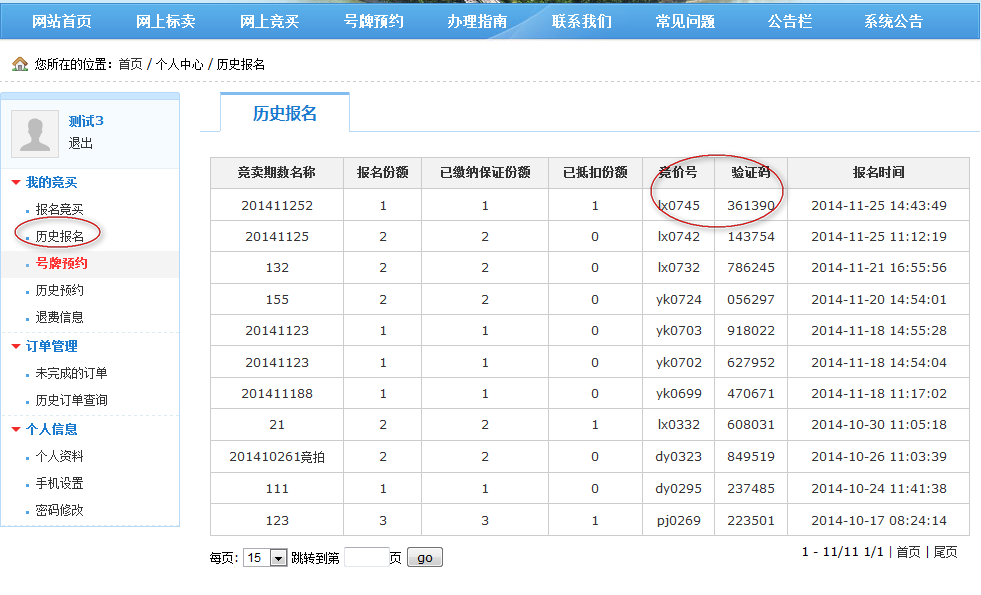 网站首页 网上标卖 网上竞买 号牌预约 办理指南 联系我们 常见问题 公告栏 系统公告
您所在的位置：首页 / 个人中心 / 历史报名
测试3
退出
我的竞买
报名竞买
历史报名
号牌预约
历史预约
退费信息
订单管理
未完成的订单
历史订单查询
个人信息
个人资料
手机设置
密码修改
历史报名
竞卖期数名称 报名份额 已缴纳保证份额 已抵扣份额 竞价号 验证码 报名时间
201411252 1 1 1 lx0745 361390 2014-11-25 14:43:49
20141125 2 2 0 lx0742 143754 2014-11-25 11:12:19
132 2 2 0 lx0732 786245 2014-11-21 16:55:56
155 2 2 0 yk0724 056297 2014-11-20 14:54:01
20141123 1 1 0 yk0703 918022 2014-11-18 14:55:28
20141123 1 1 0 yk0702 627952 2014-11-18 14:54:04
201411188 1 1 0 yk0699 470671 2014-11-18 11:17:02
21 2 2 1 lx0332 608031 2014-10-30 11:05:18
201410261竞拍 2 2 0 dy0323 849519 2014-10-26 11:03:39
111 1 1 0 dy0295 237485 2014-10-24 11:41:38
123 3 3 1 pj0269 223501 2014-10-17 08:24:14
每页: 15 跳转到第 页 go
1 - 11/11 1/1 | 首页 | 尾页